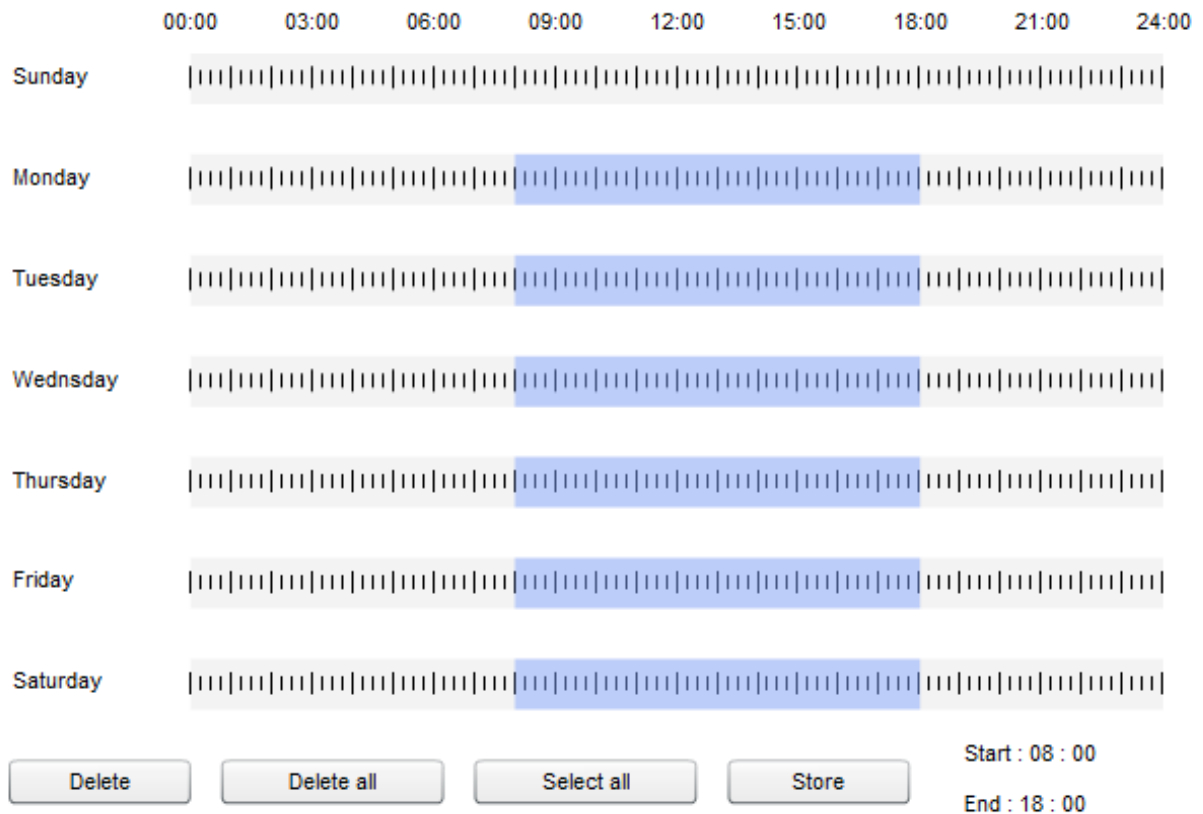 00:00 03:00 06:00 09:00 12:00 15:00 18:00 21:00 24:00
Sunday
Monday
Tuesday
Wednsday
Thursday
Friday
Saturday
Delete Delete all Select all Store
Start : 08 : 00
End : 18 : 00